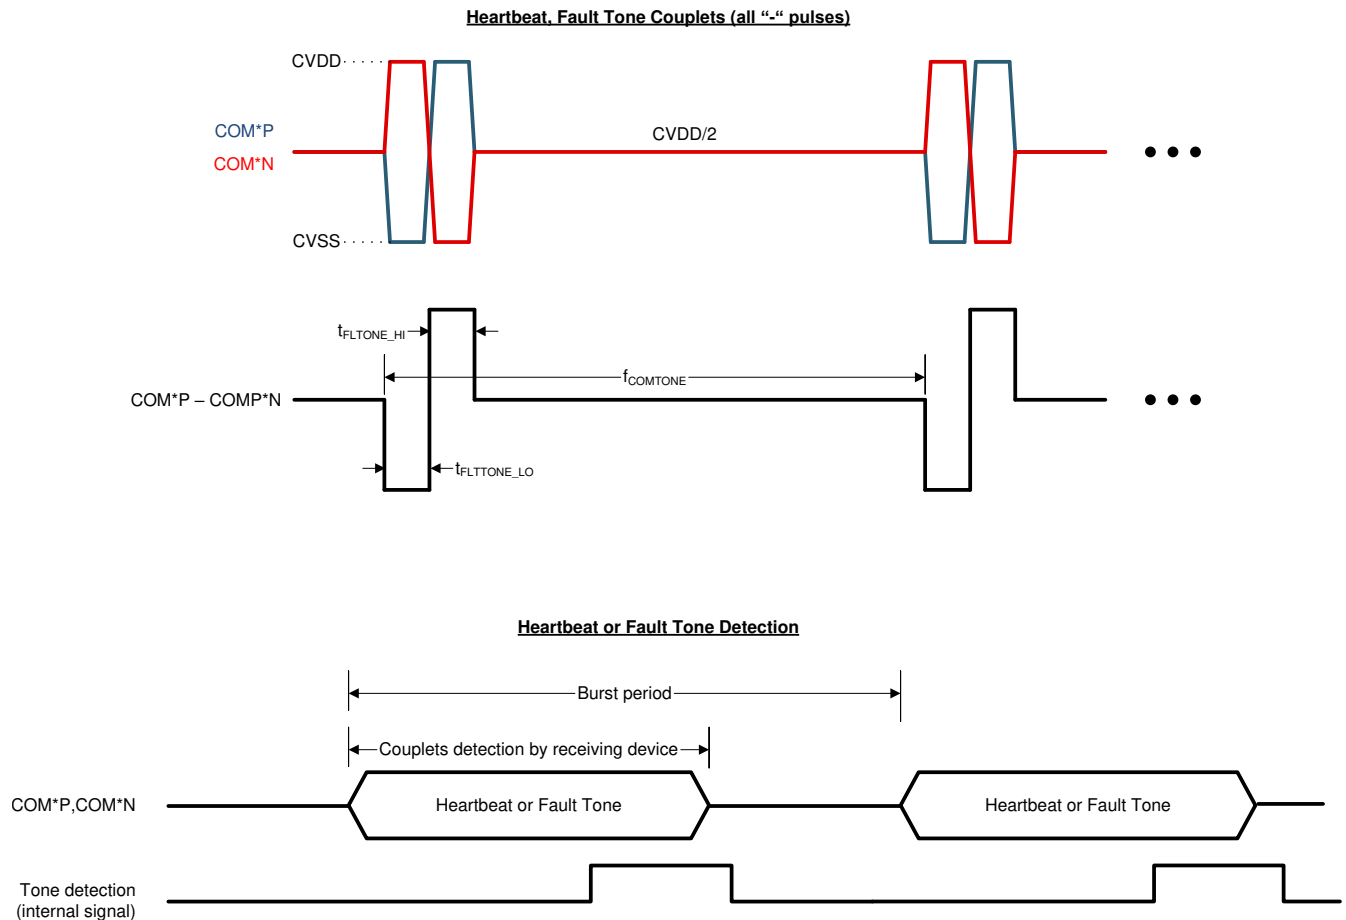 Heartbeat, Fault Tone Couplets (all “-“ pulses)
CVDD
COM*P
COM*N
CVDD/2
CVSS
tFLTONE_HI
fCOMTONE
COM*P – COMP*N
tFLTTONE_LO
Heartbeat or Fault Tone Detection
Burst period
Couplets detection by receiving device
COM*P,COM*N
Heartbeat or Fault Tone
Heartbeat or Fault Tone
Tone detection
(internal signal)